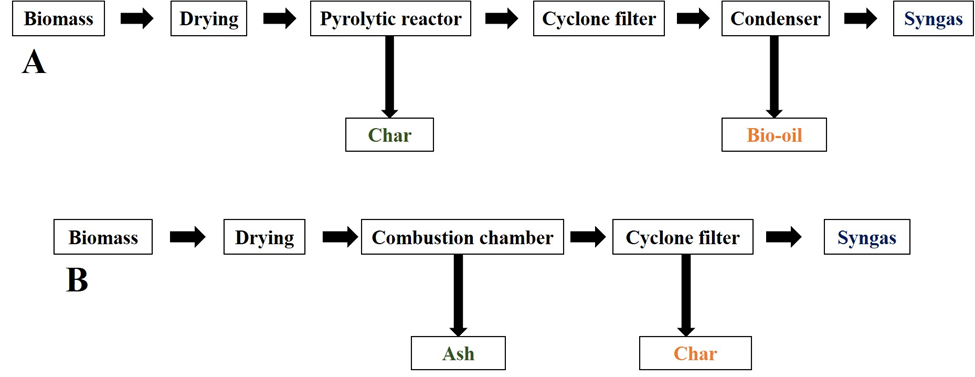 Biomass Drying Pyrolytic reactor Cyclone filter Condenser Syngas
A
Char Bio-oil
Biomass Drying Combustion chamber Cyclone filter Syngas
B
Ash Char